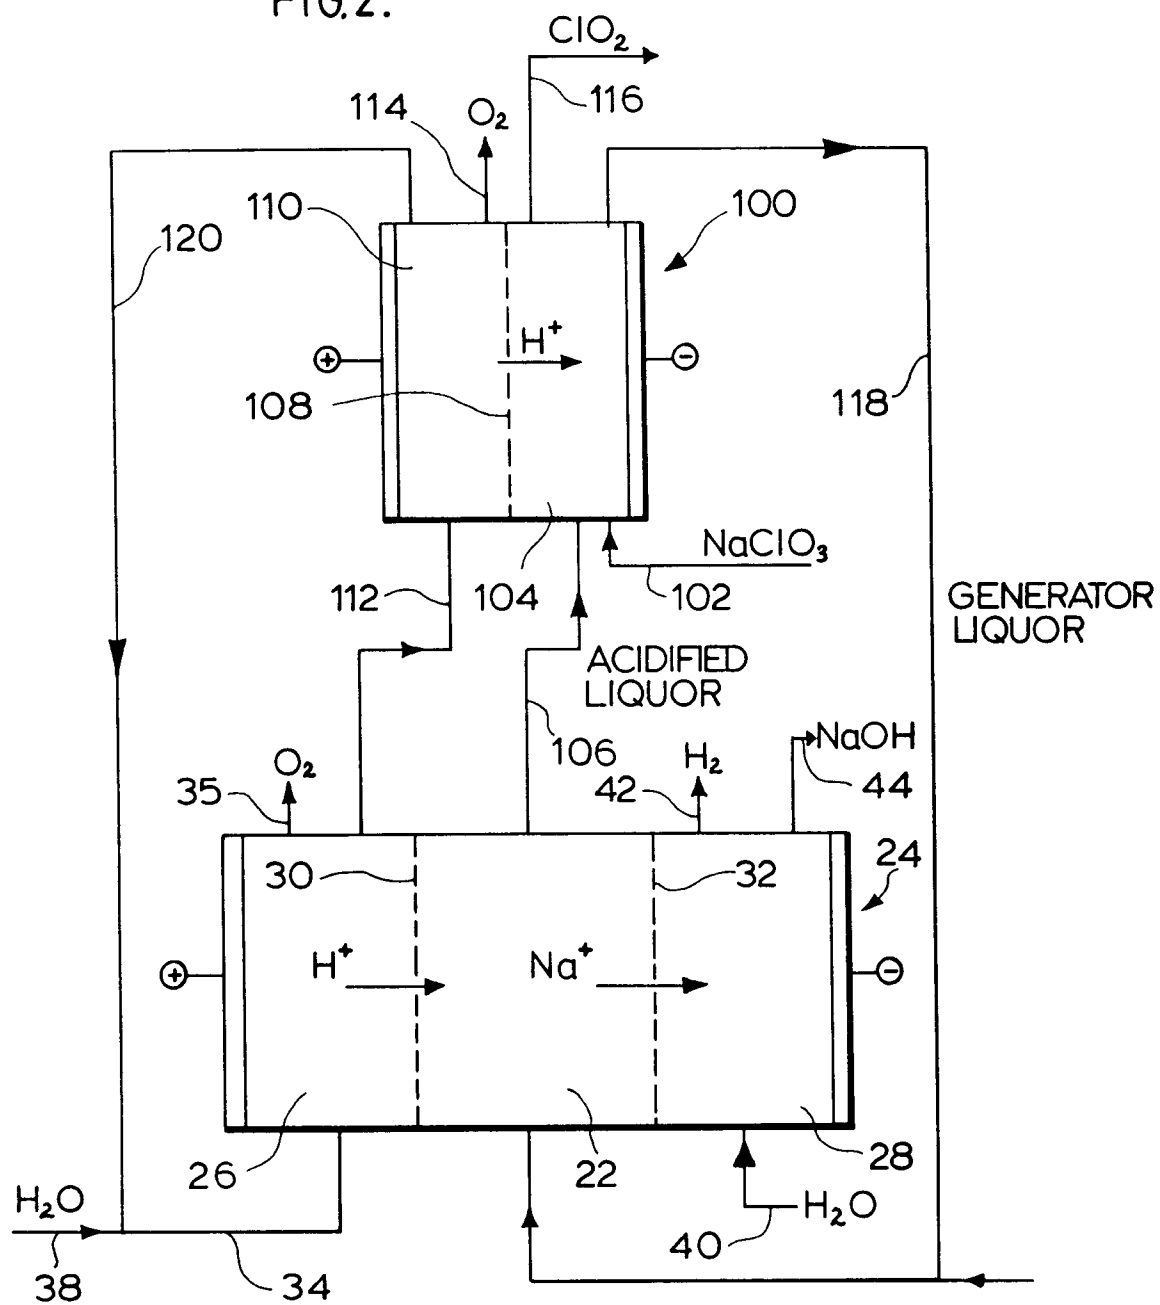 FIG.2.
ClO₂
116
114
O₂
110
100
120
H⁺
+
−
108
118
NaClO₃
112
104
102
GENERATOR
LIQUOR
ACIDIFIED
LIQUOR
106
O₂
H₂
NaOH
35
42
44
30
32
24
H⁺
Na⁺
+
−
26
22
28
H₂O
H₂O
40
38
34